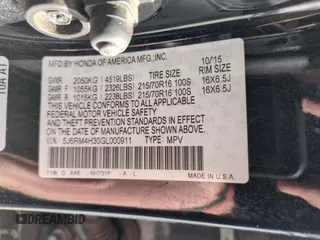 MFD.BY HONDA OF AMERICA MFG.,INC. 10/15
GVWR 2050KG ( 4519LBS) TIRE SIZE RIM SIZE
GAWR F 1055KG ( 2326LBS) 215/70R16 100S 16X6.5J
GAWR R 1015KG ( 2238LBS) 215/70R16 100S 16X6.5J
THIS VEHICLE CONFORMS TO ALL APPLICABLE
FEDERAL MOTOR VEHICLE SAFETY AND
THEFT PREVENTION STANDARDS IN EFFECT
ON THE DATE OF MANUFACTURE SHOWN ABOVE.
V.I.N: 5J6RM4H30GL000911 TYPE: MPV
NH731P -A - L MADE IN U.S.A.
DREAMBID